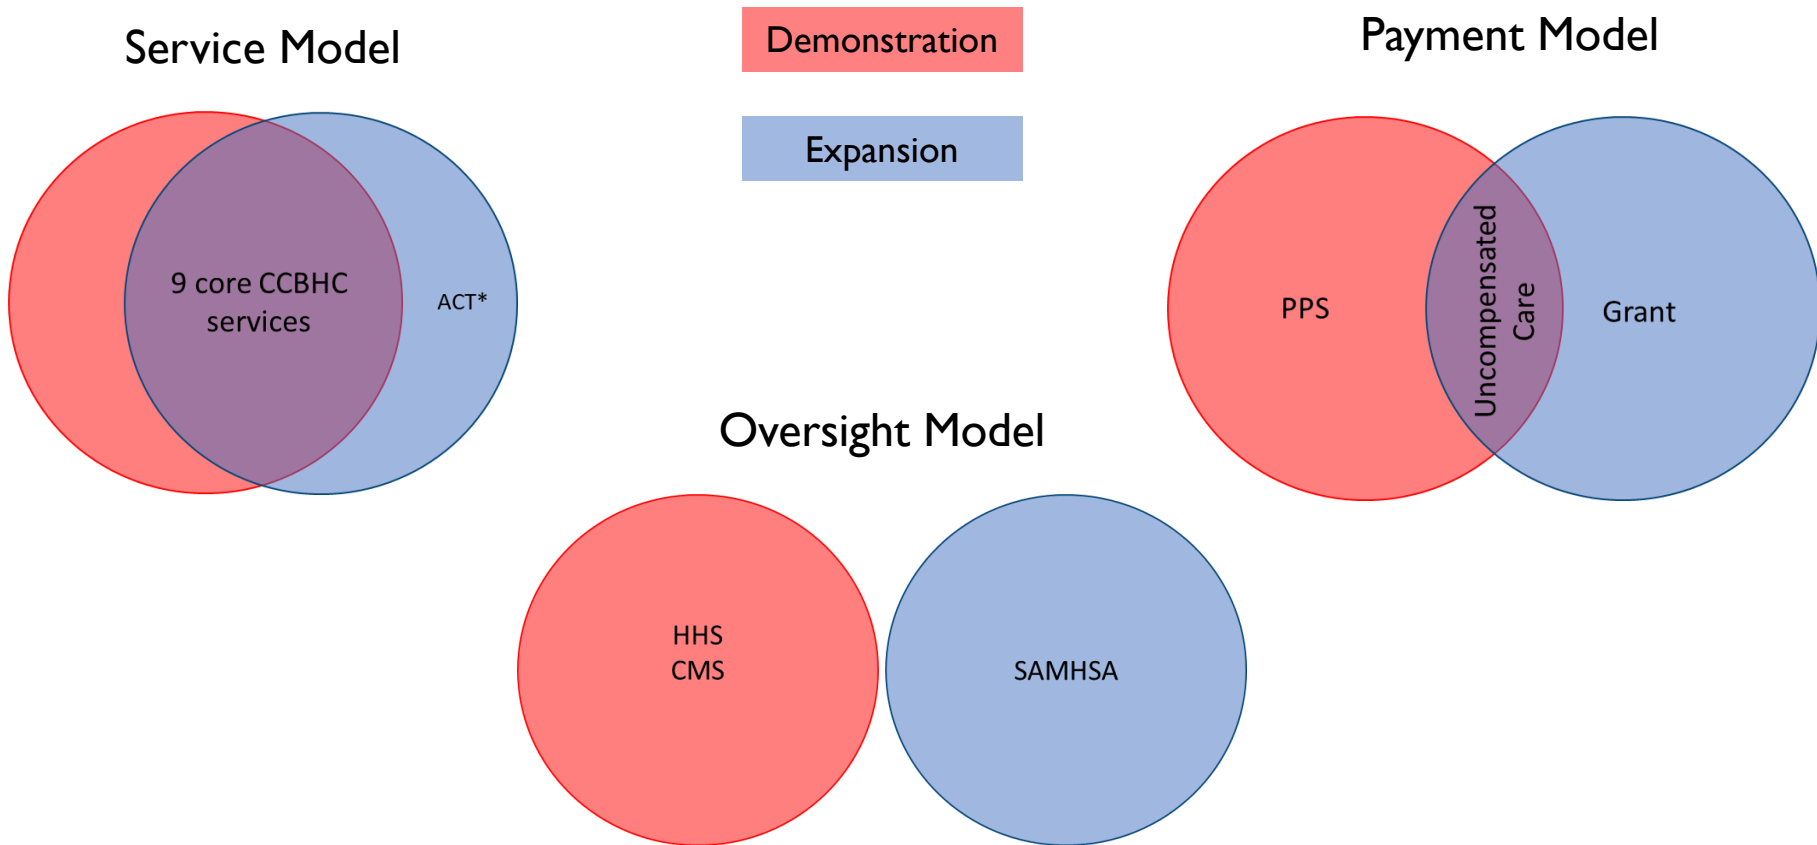 Service Model
Demonstration
Expansion
Payment Model
9 core CCBHC
services
ACT*
PPS
Uncompensated
Care
Grant
Oversight Model
HHS
CMS
SAMHSA